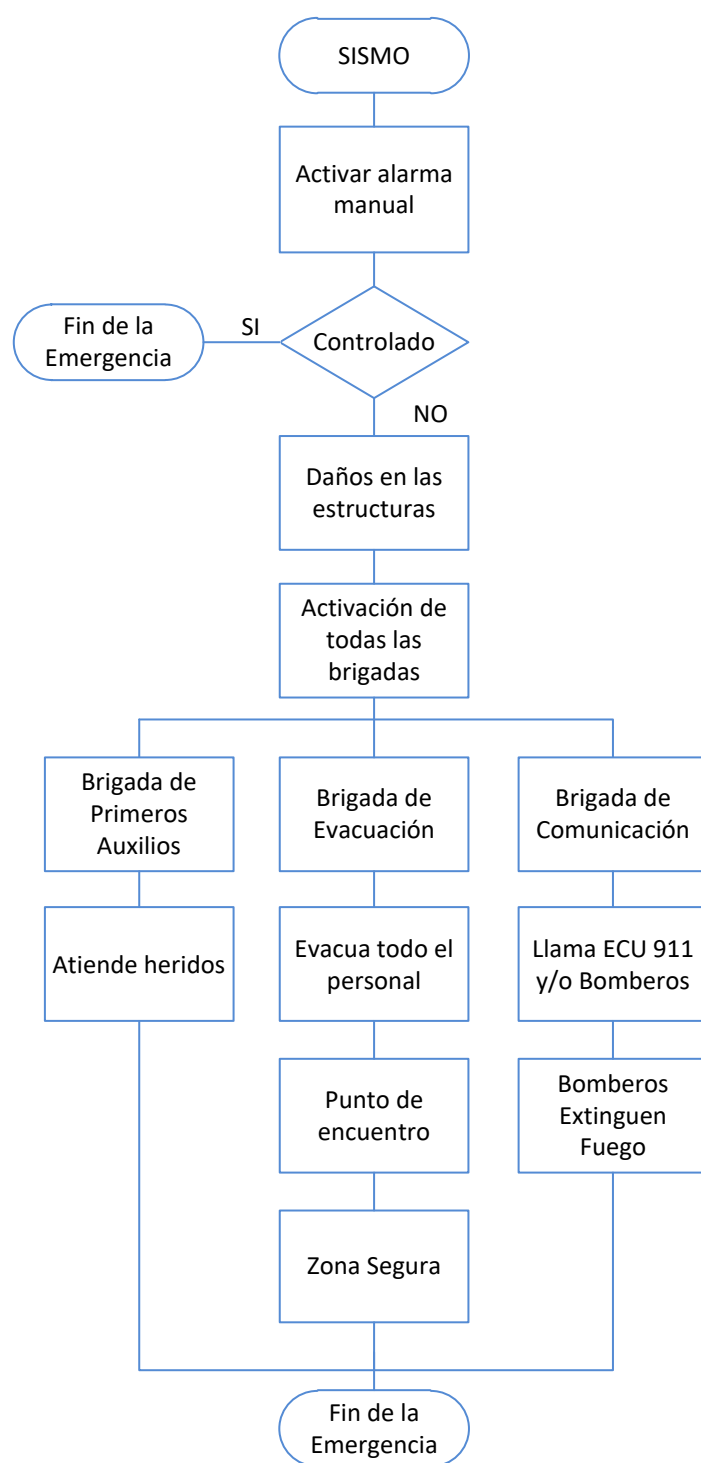 SISMO
Activar alarma
manual
Fin de la
Emergencia
SI
Controlado
NO
Daños en las
estructuras
Activación de
todas las
brigadas
Brigada de
Primeros
Auxilios
Brigada de
Evacuación
Brigada de
Comunicación
Atiende heridos
Evacua todo el
personal
Llama ECU 911
y/o Bomberos
Punto de
encuentro
Bomberos
Extinguen
Fuego
Zona Segura
Fin de la
Emergencia